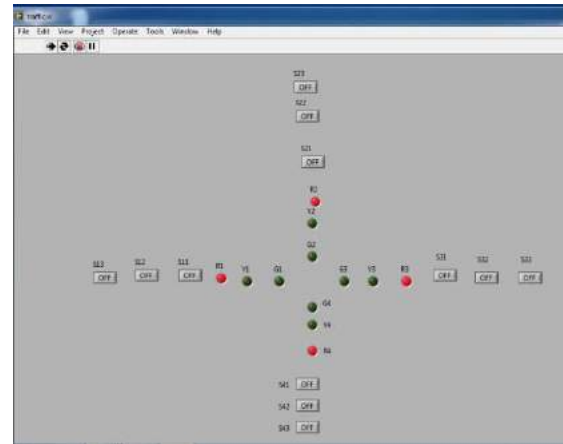 File Edit View Project Operate Tools Window Help
S23
OFF
S22
OFF
S21
OFF
R2
Y2
G2
S13 S12 S11 R1 Y1 G1 G3 Y3 R3 S31 S32 S33
OFF OFF OFF OFF OFF OFF
G4
Y4
R4
S41 OFF
S42 OFF
S43 OFF